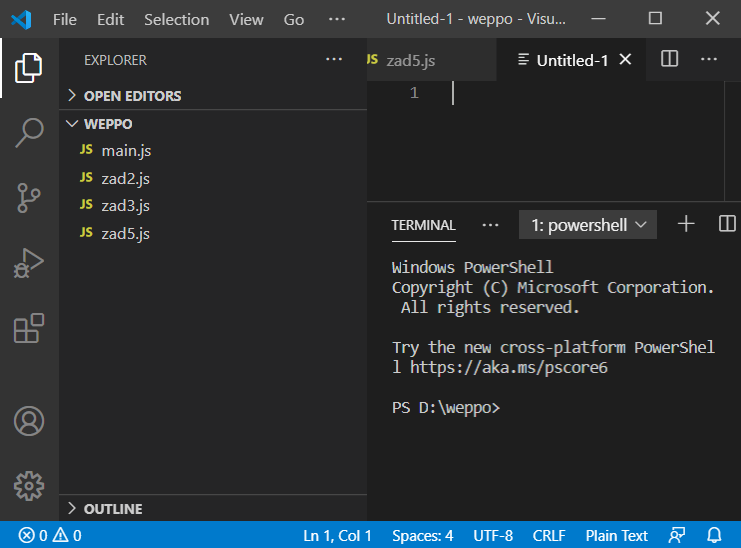 File Edit Selection View Go ··· Untitled-1 - weppo - Visu...
EXPLORER ···
OPEN EDITORS
WEPPO
JS main.js
JS zad2.js
JS zad3.js
JS zad5.js
OUTLINE
JS zad5.js Untitled-1 ···
1
TERMINAL ··· 1: powershell
Windows PowerShell
Copyright (C) Microsoft Corporation.
All rights reserved.
Try the new cross-platform PowerShel
l https://aka.ms/pscore6
PS D:\weppo>
0 0 Ln 1, Col 1 Spaces: 4 UTF-8 CRLF Plain Text